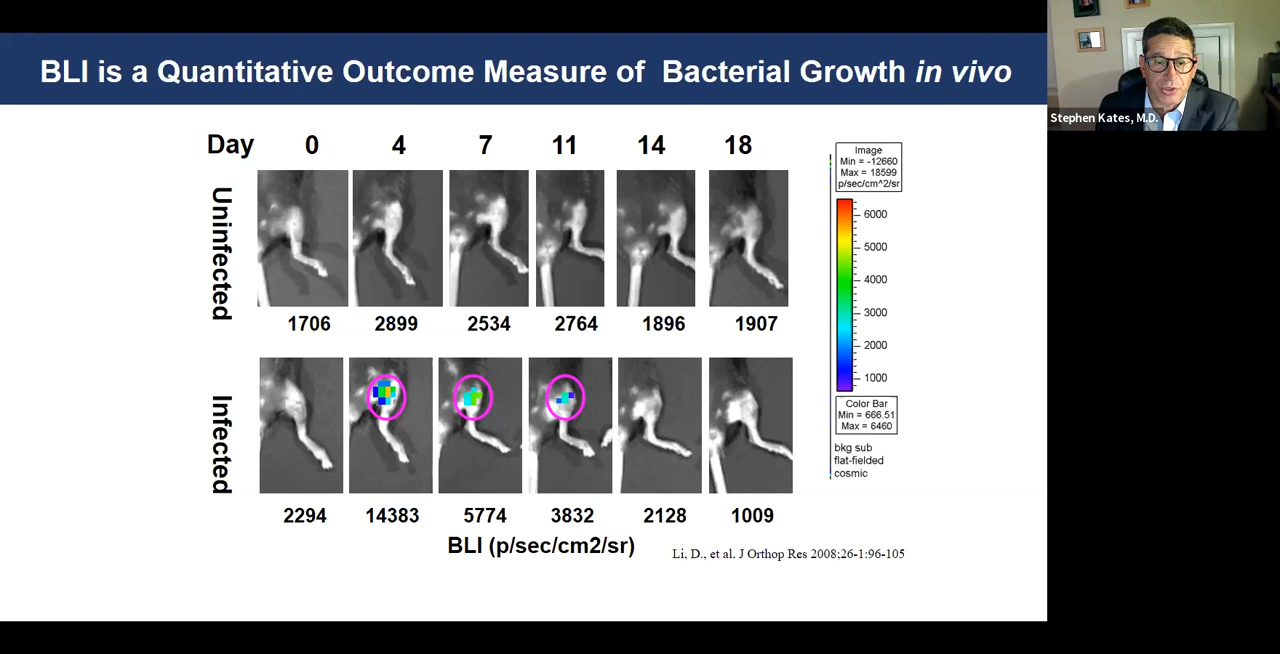 BLI is a Quantitative Outcome Measure of Bacterial Growth in vivo
Stephen Kates, M.D.
Day 0 4 7 11 14 18
Uninfected
1706 2899 2534 2764 1896 1907
Infected
2294 14383 5774 3832 2128 1009
BLI (p/sec/cm2/sr)
Li, D., et al. J Orthop Res 2008;26-1:96-105
Image
Min = -12660
Max = 18599
p/sec/cm^2/sr
6000
5000
4000
3000
2000
1000
Color Bar
Min = 666.51
Max = 6460
bkg sub
flat-fielded
cosmic